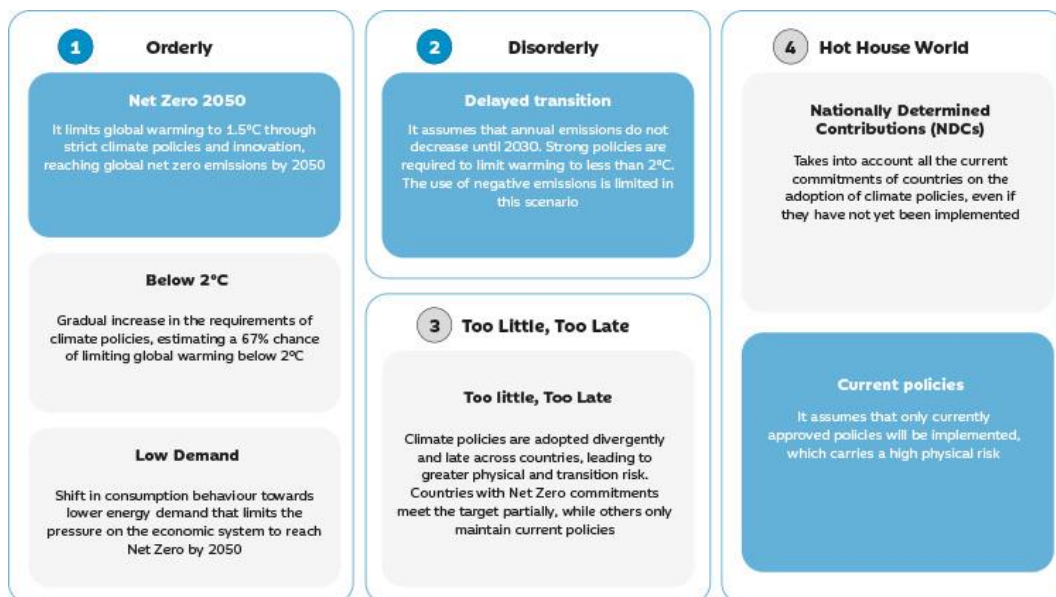 1 Orderly
Net Zero 2050
It limits global warming to 1.5ºC through
strict climate policies and innovation,
reaching global net zero emissions by 2050
Below 2ºC
Gradual increase in the requirements of
climate policies, estimating a 67% chance
of limiting global warming below 2ºC
Low Demand
Shift in consumption behaviour towards
lower energy demand that limits the
pressure on the economic system to reach
Net Zero by 2050
2 Disorderly
Delayed transition
It assumes that annual emissions do not
decrease until 2030. Strong policies are
required to limit warming to less than 2ºC.
The use of negative emissions is limited in
this scenario
3 Too Little, Too Late
Too little, Too Late
Climate policies are adopted divergently
and late across countries, leading to
greater physical and transition risk.
Countries with Net Zero commitments
meet the target partially, while others only
maintain current policies
4 Hot House World
Nationally Determined
Contributions (NDCs)
Takes into account all the current
commitments of countries on the
adoption of climate policies, even if
they have not yet been implemented
Current policies
It assumes that only currently
approved policies will be implemented,
which carries a high physical risk